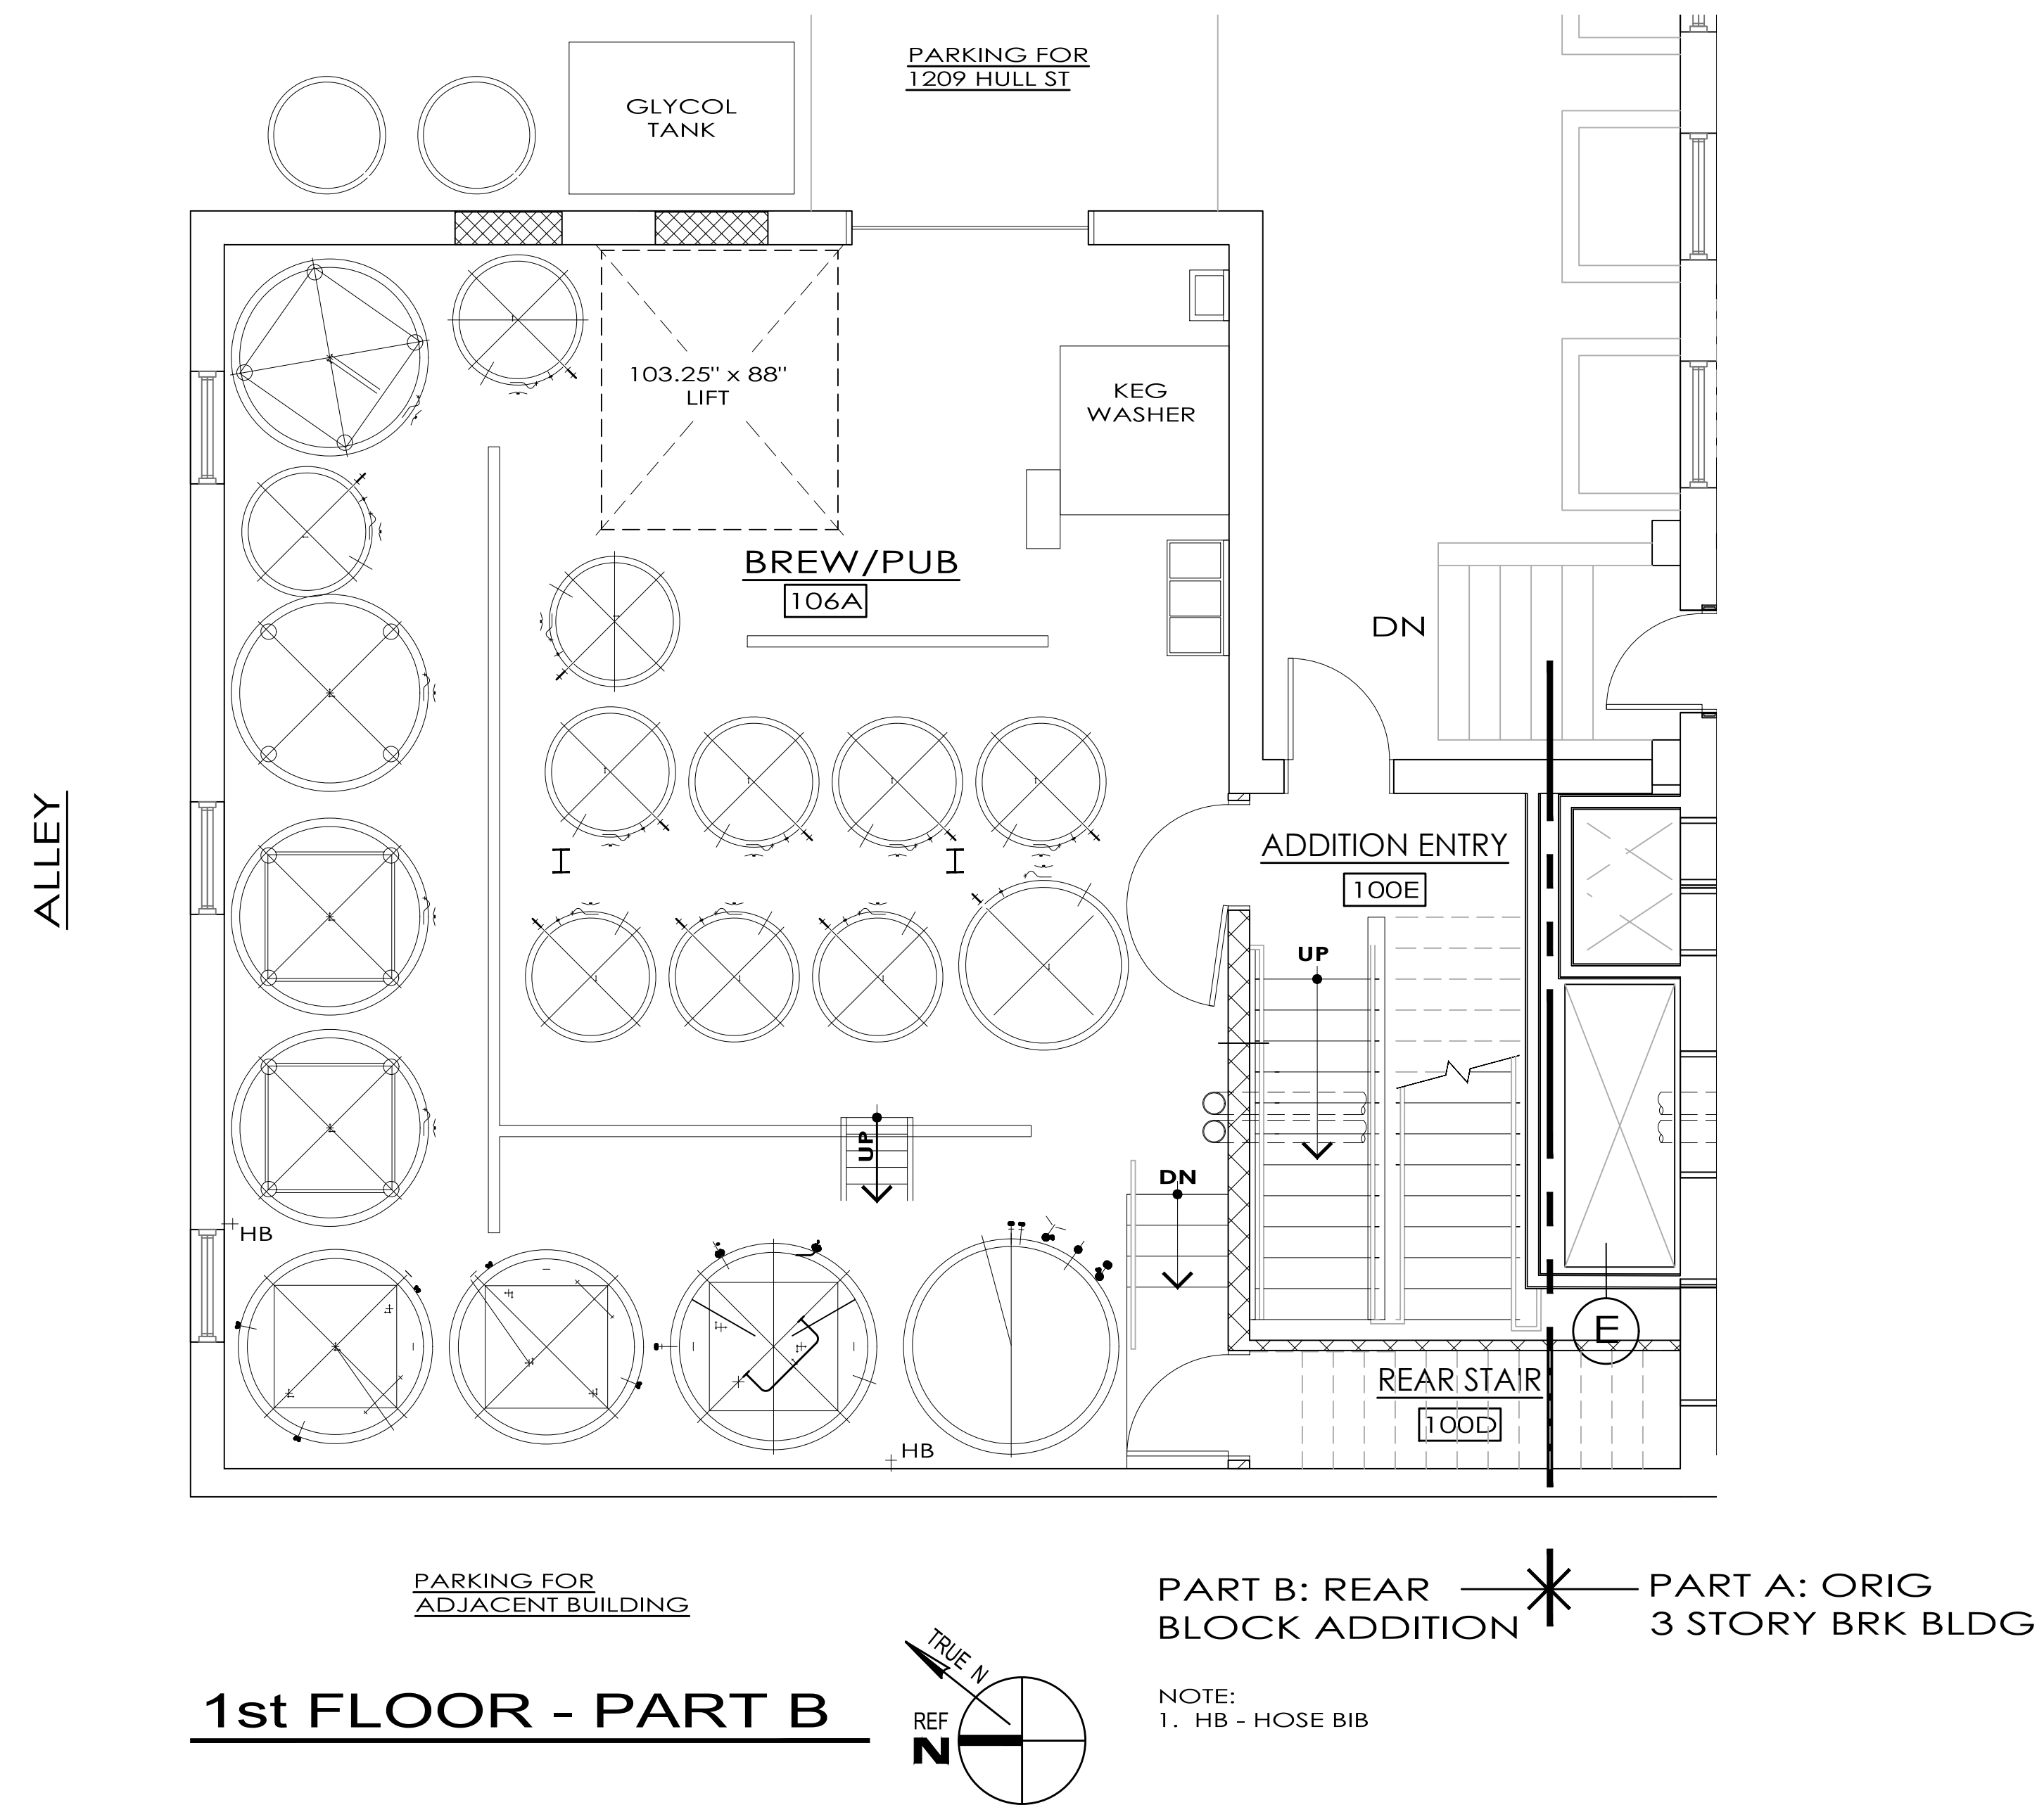 PARKING FOR
1209 HULL ST
GLYCOL
TANK
103.25" x 88"
LIFT
KEG
WASHER
BREW/PUB
106A
DN
ALLEY
ADDITION ENTRY
100E
UP
UP
DN
HB
E
REAR STAIR
100D
HB
PARKING FOR
ADJACENT BUILDING
PART B: REAR
BLOCK ADDITION
PART A: ORIG
3 STORY BRK BLDG
TRUE N
REF
N
1st FLOOR - PART B
NOTE:
1. HB - HOSE BIB